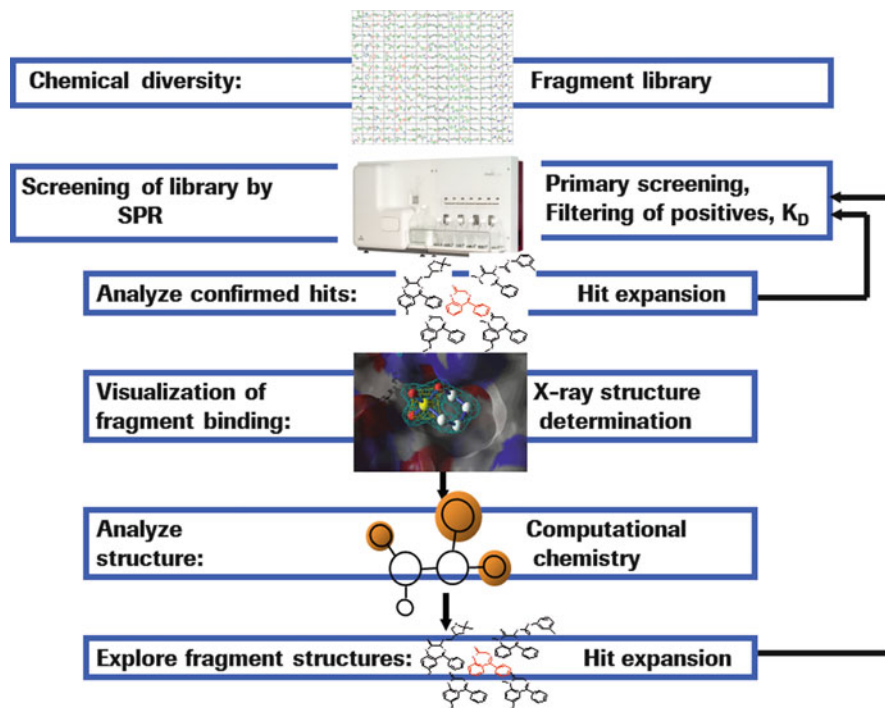 Chemical diversity:
Fragment library
Screening of library by
SPR
Primary screening,
Filtering of positives, K_D
Analyze confirmed hits:
Hit expansion
Visualization of
fragment binding:
X-ray structure
determination
Analyze
structure:
Computational
chemistry
Explore fragment structures:
Hit expansion